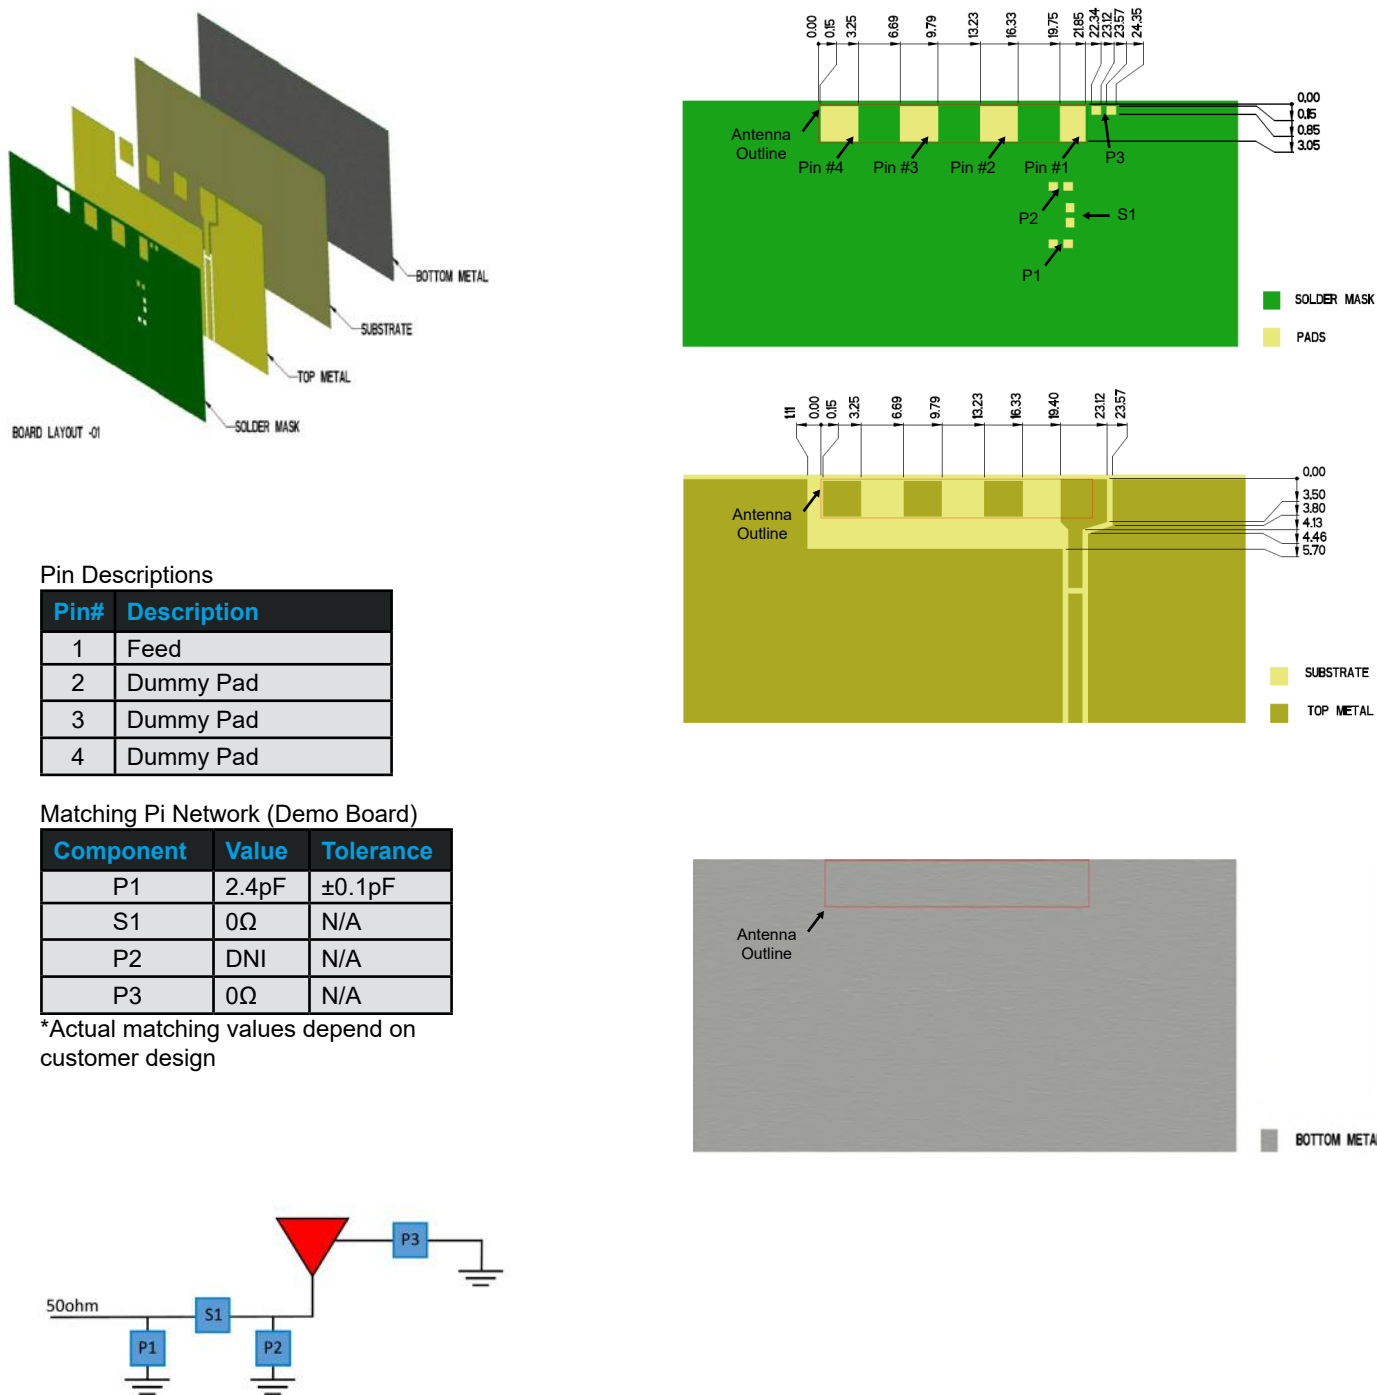 BOTTOM METAL
SUBSTRATE
TOP METAL
SOLDER MASK
BOARD LAYOUT -01
0.00
0.15
3.25
6.69
9.79
13.23
16.33
19.75
21.85
22.34
23.12
23.57
24.35
0.00
0.15
0.85
3.05
Antenna
Outline
Pin #4
Pin #3
Pin #2
Pin #1
P3
P2
S1
P1
SOLDER MASK
PADS
1.11
0.00
0.15
3.25
6.69
9.79
13.23
16.33
19.40
23.12
23.57
0.00
3.50
3.80
4.13
4.46
5.70
Antenna
Outline
SUBSTRATE
TOP METAL
Pin Descriptions
Pin# Description
1 Feed
2 Dummy Pad
3 Dummy Pad
4 Dummy Pad
Matching Pi Network (Demo Board)
Component Value Tolerance
P1 2.4pF ±0.1pF
S1 0Ω N/A
P2 DNI N/A
P3 0Ω N/A
*Actual matching values depend on
customer design
Antenna
Outline
BOTTOM META
P3
50ohm
S1
P1
P2